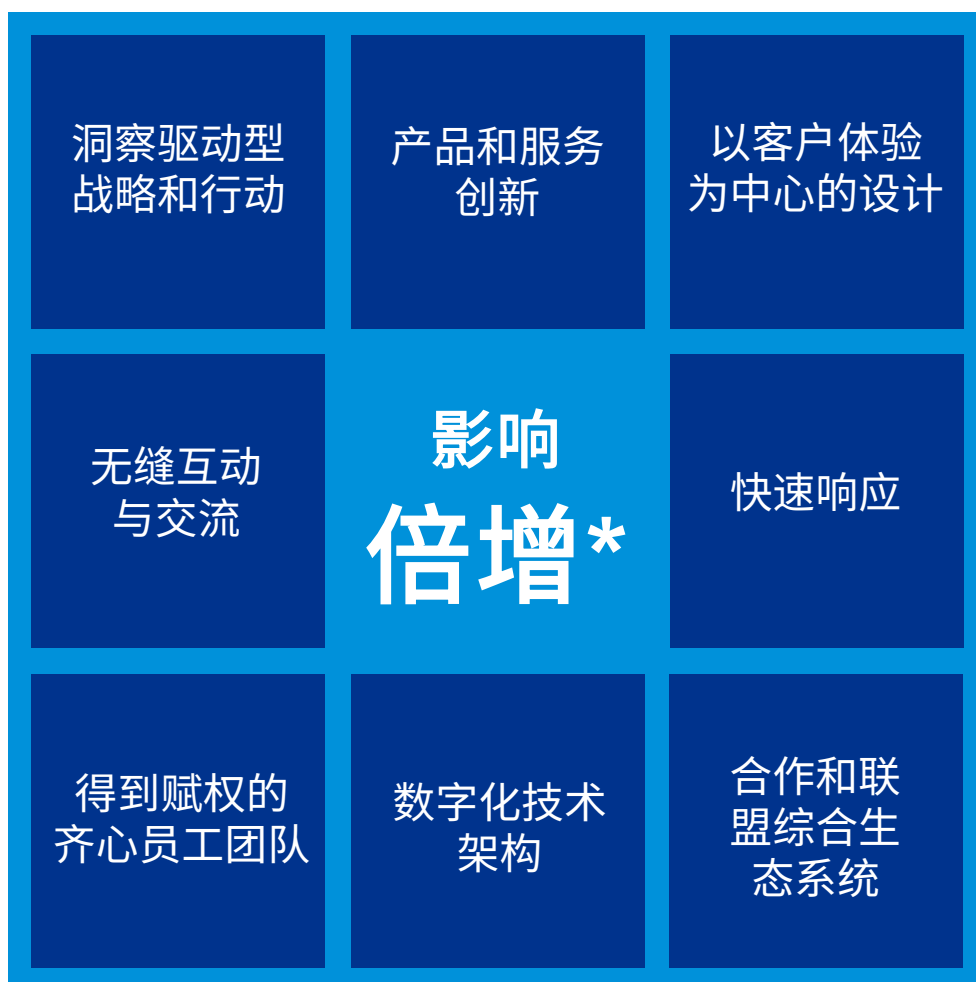 洞察驱动型
战略和行动
产品和服务
创新
以客户体验
为中心的设计
无缝互动
与交流
影响
倍增*
快速响应
得到赋权的
齐心员工团队
数字化技术
架构
合作和联
盟综合生
态系统